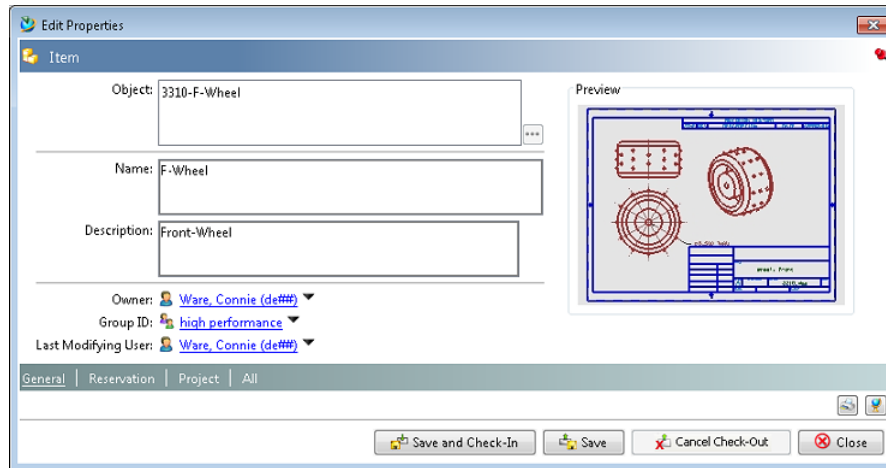 Edit Properties
Item
Object: 3310-F-Wheel
Preview
Name: F-Wheel
Description: Front-Wheel
Owner: Ware, Connie (de##)
Group ID: high performance
Last Modifying User: Ware, Connie (de##)
General | Reservation | Project | All
Save and Check-In Save Cancel Check-Out Close